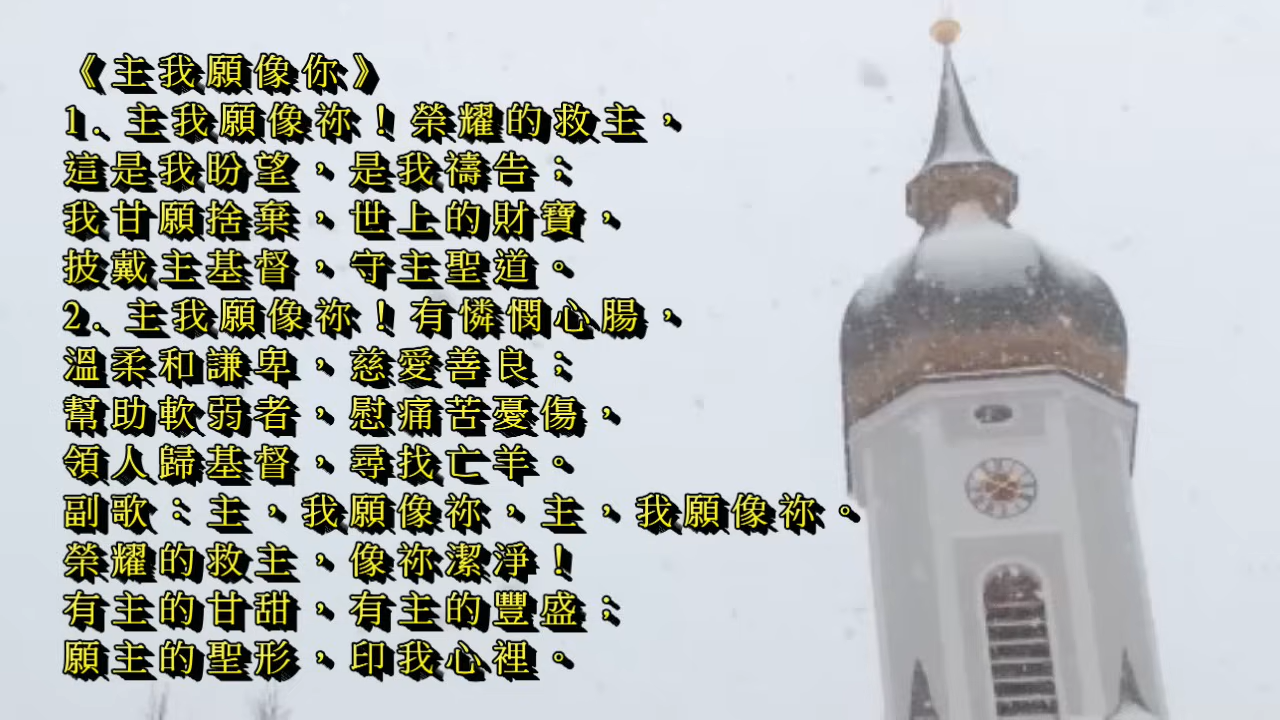 《主我願像你》
1. 主我願像祢！榮耀的救主，
這是我盼望，是我禱告；
我甘願捨棄，世上的財寶，
披戴主基督，守主聖道。
2. 主我願像祢！有憐憫心腸，
溫柔和謙卑，慈愛善良；
幫助軟弱者，慰痛苦憂傷，
領人歸基督，尋找亡羊。
副歌：主，我願像祢，主，我願像祢。
榮耀的救主，像祢潔淨！
有主的甘甜，有主的豐盛；
願主的聖形，印我心裡。